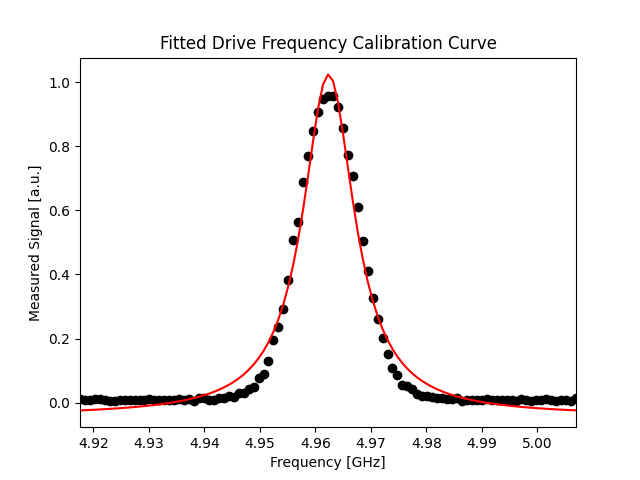 Fitted Drive Frequency Calibration Curve
Measured Signal [a.u.]
1.0
0.8
0.6
0.4
0.2
0.0
4.92 4.93 4.94 4.95 4.96 4.97 4.98 4.99 5.00
Frequency [GHz]